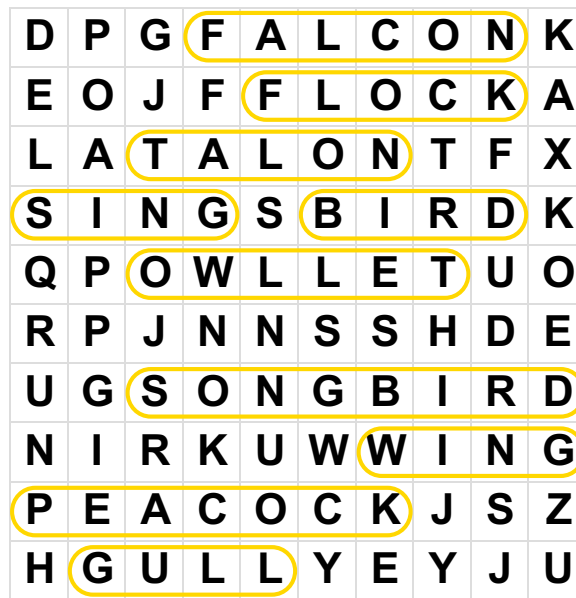 D P G F A L C O N K
E O J F F L O C K A
L A T A L O N T F X
S I N G S B I R D K
Q P O W L L E T U O
R P J N N S S H D E
U G S O N G B I R D
N I R K U W W I N G
P E A C O C K J S Z
H G U L L Y E Y J U